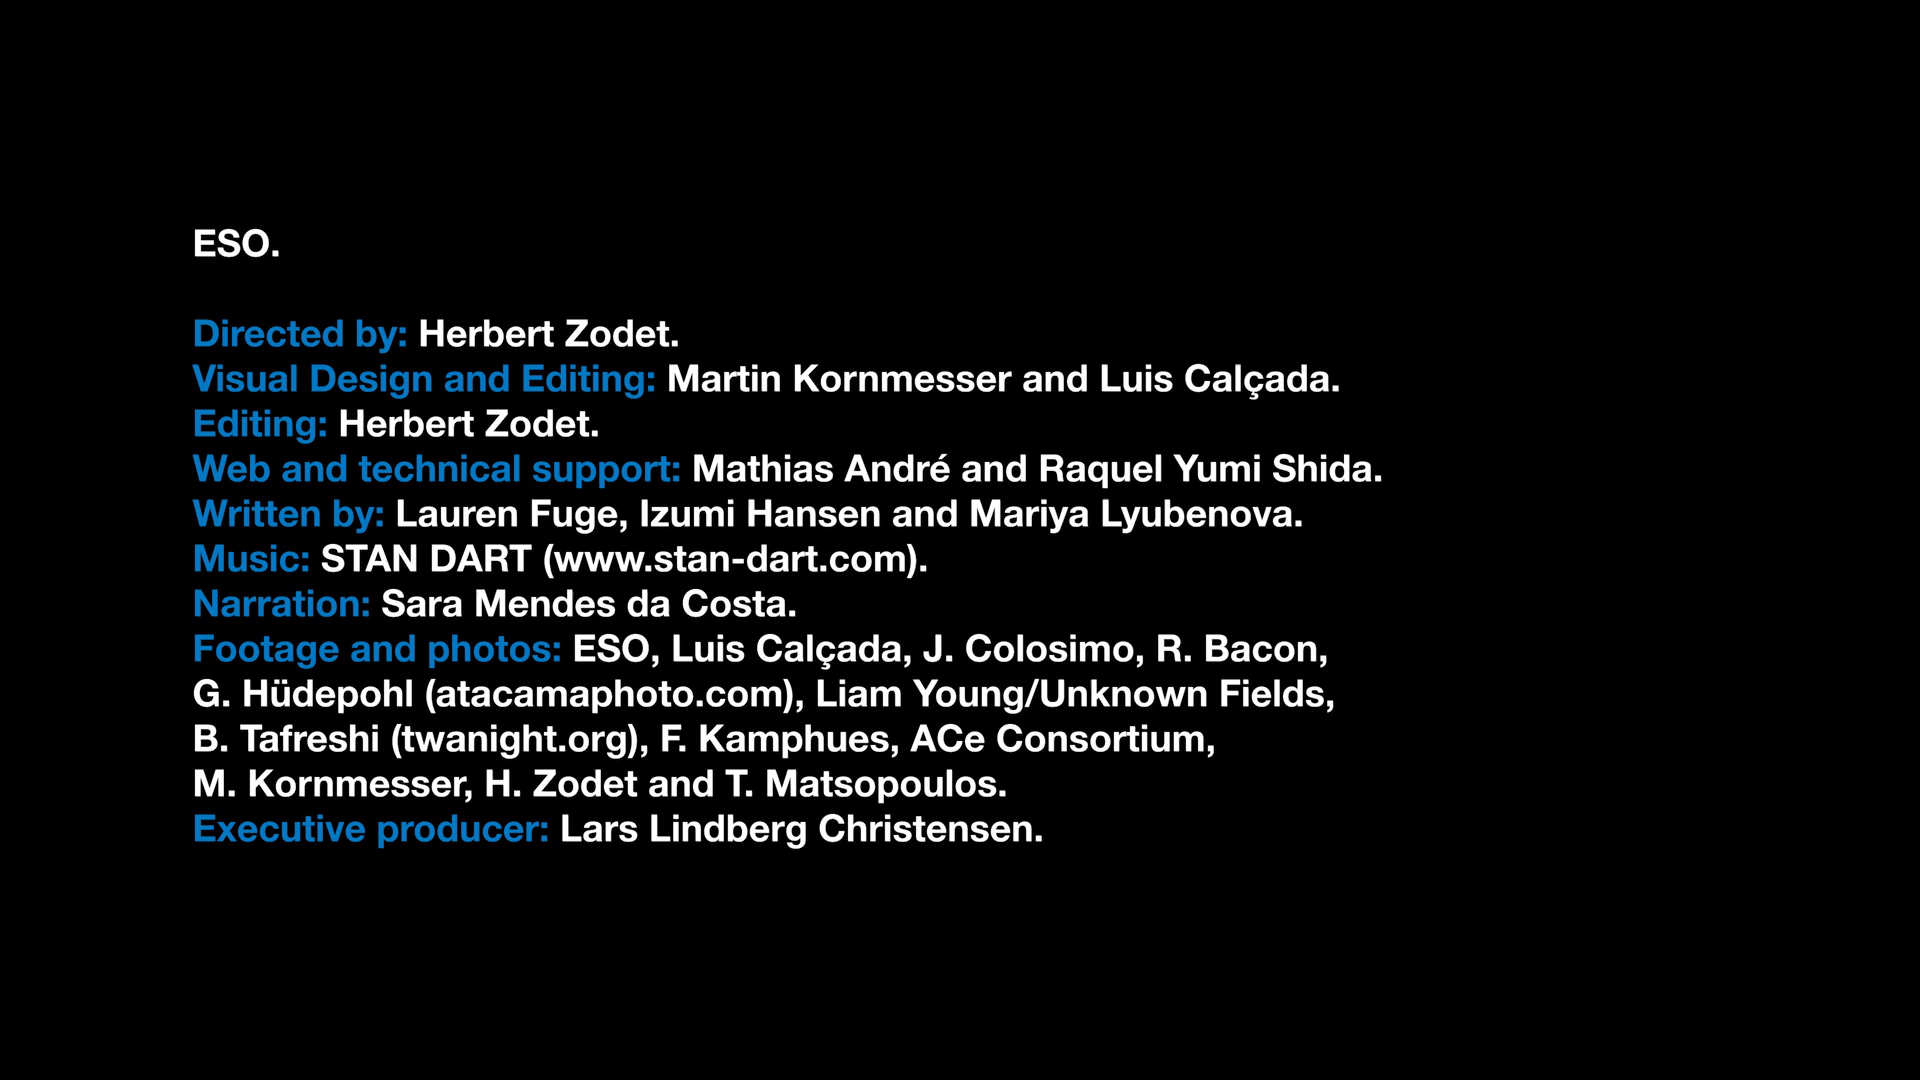 ESO.
Directed by: Herbert Zodet.
Visual Design and Editing: Martin Kornmesser and Luis Calçada.
Editing: Herbert Zodet.
Web and technical support: Mathias André and Raquel Yumi Shida.
Written by: Lauren Fuge, Izumi Hansen and Mariya Lyubenova.
Music: STAN DART (www.stan-dart.com).
Narration: Sara Mendes da Costa.
Footage and photos: ESO, Luis Calçada, J. Colosimo, R. Bacon,
G. Hüdepohl (atacamaphoto.com), Liam Young/Unknown Fields,
B. Tafreshi (twanight.org), F. Kamphues, ACe Consortium,
M. Kornmesser, H. Zodet and T. Matsopoulos.
Executive producer: Lars Lindberg Christensen.